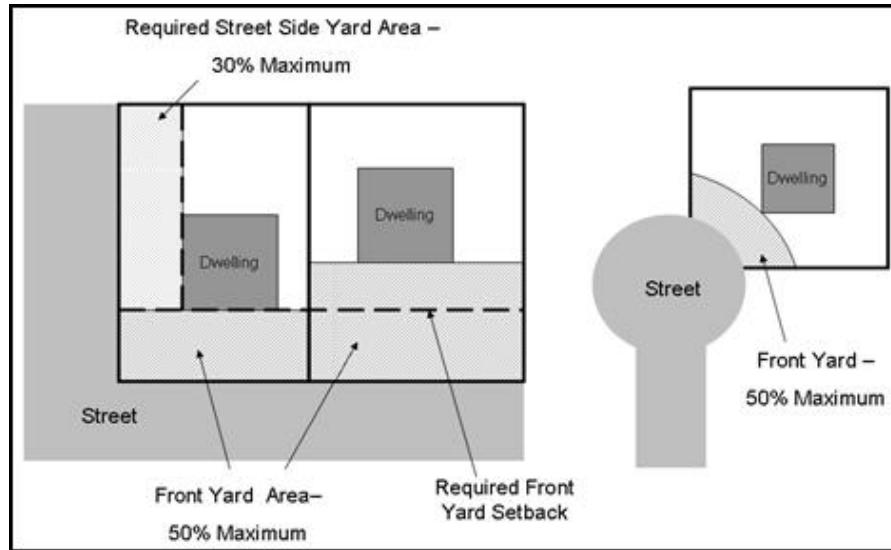 Required Street Side Yard Area –
30% Maximum
Dwelling
Dwelling
Dwelling
Street
Street
Front Yard –
50% Maximum
Front Yard Area–
50% Maximum
Required Front
Yard Setback